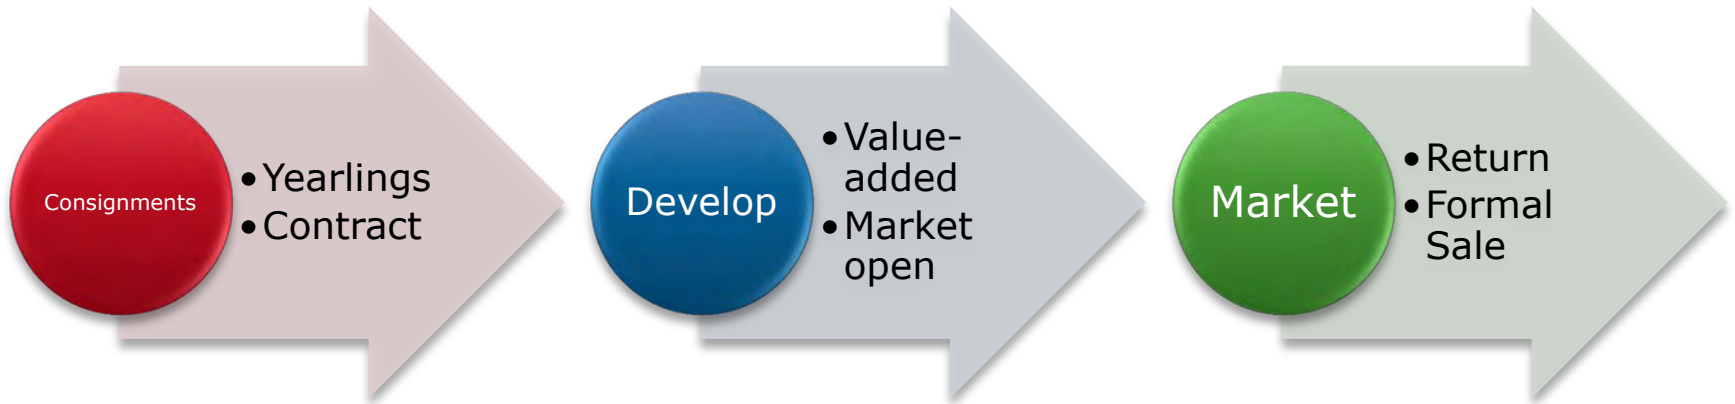 Consignments
•Yearlings
•Contract
Develop
•Value-
added
•Market
open
Market
•Return
•Formal
Sale